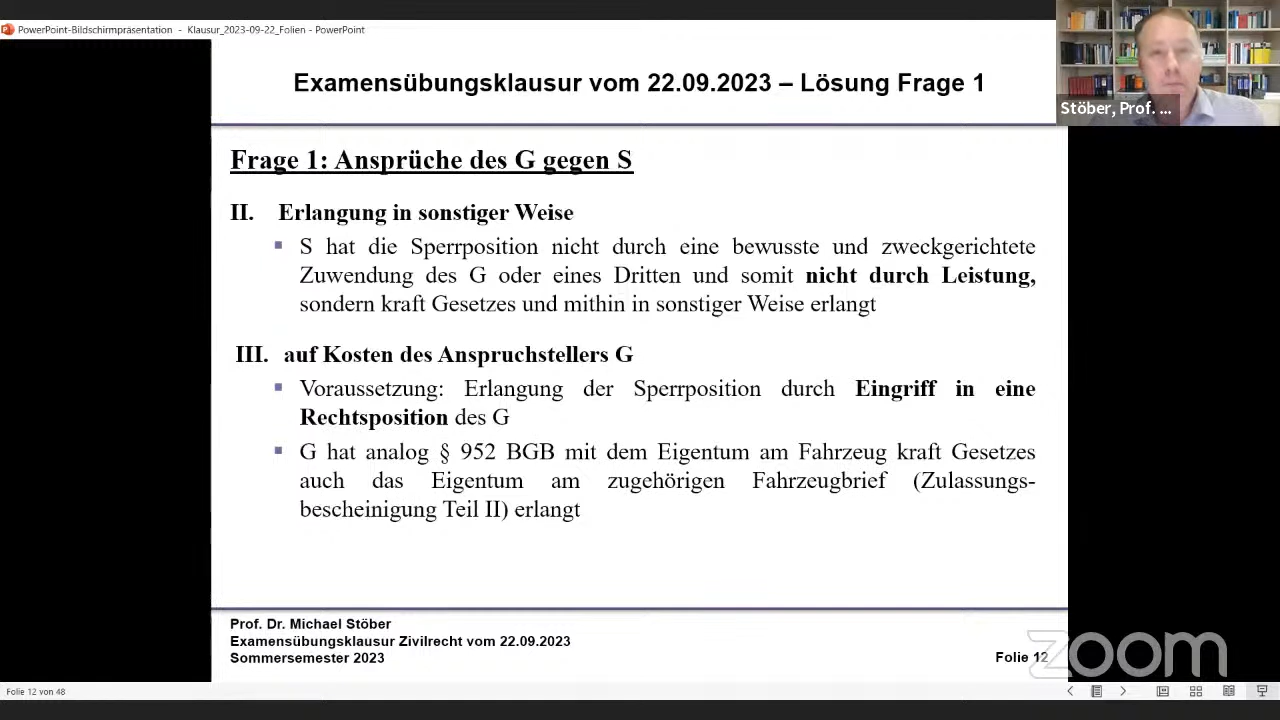 PowerPoint-Bildschirmpräsentation - Klausur_2023-09-22_Folien - PowerPoint
Examensübungsklausur vom 22.09.2023 – Lösung Frage 1
Stöber, Prof. ...
Frage 1: Ansprüche des G gegen S
II. Erlangung in sonstiger Weise
▪ S hat die Sperrposition nicht durch eine bewusste und zweckgerichtete
Zuwendung des G oder eines Dritten und somit nicht durch Leistung,
sondern kraft Gesetzes und mithin in sonstiger Weise erlangt
III. auf Kosten des Anspruchstellers G
▪ Voraussetzung: Erlangung der Sperrposition durch Eingriff in eine
Rechtsposition des G
▪ G hat analog § 952 BGB mit dem Eigentum am Fahrzeug kraft Gesetzes
auch das Eigentum am zugehörigen Fahrzeugbrief (Zulassungs-
bescheinigung Teil II) erlangt
Prof. Dr. Michael Stöber
Examensübungsklausur Zivilrecht vom 22.09.2023
Sommersemester 2023
Folie 12
zoom
Folie 12 von 48